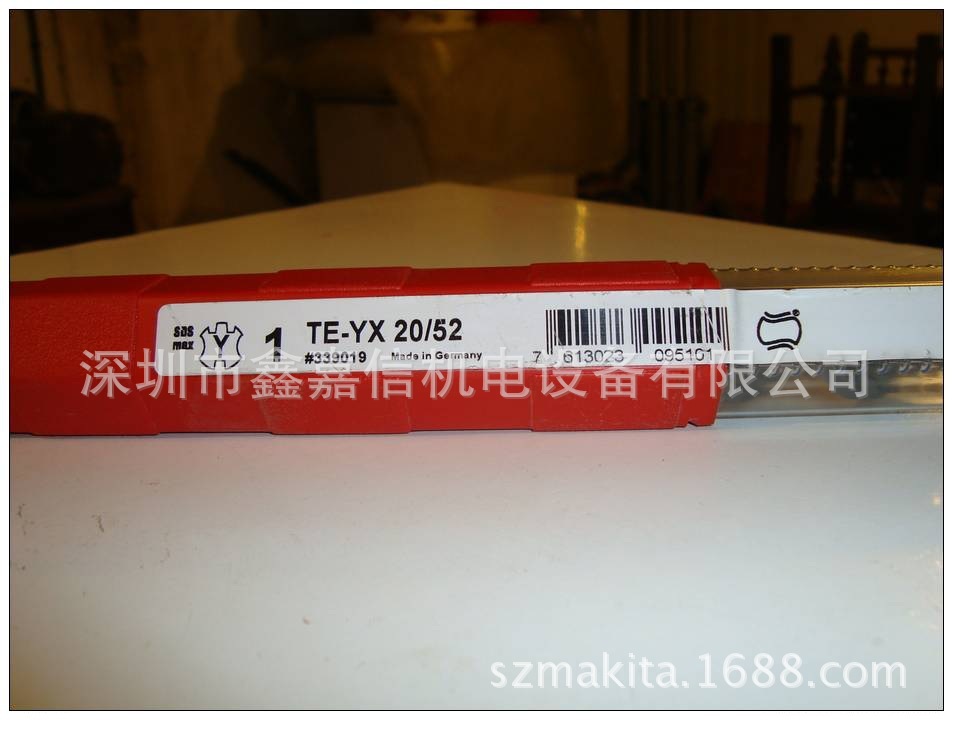 SDS
max
Y
1
TE-YX 20/52
#339019 Made in Germany
7 613023 095101
深圳市鑫嘉信机电设备有限公司
szmakita.1688.com